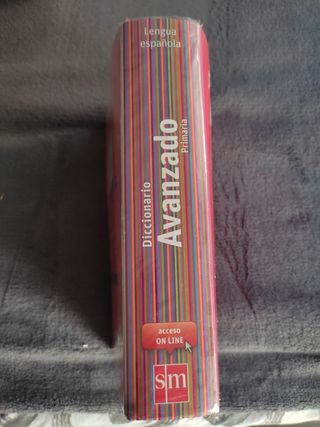 Lengua
española
Diccionario
Avanzado
Primaria
acceso
ON LINE
sm